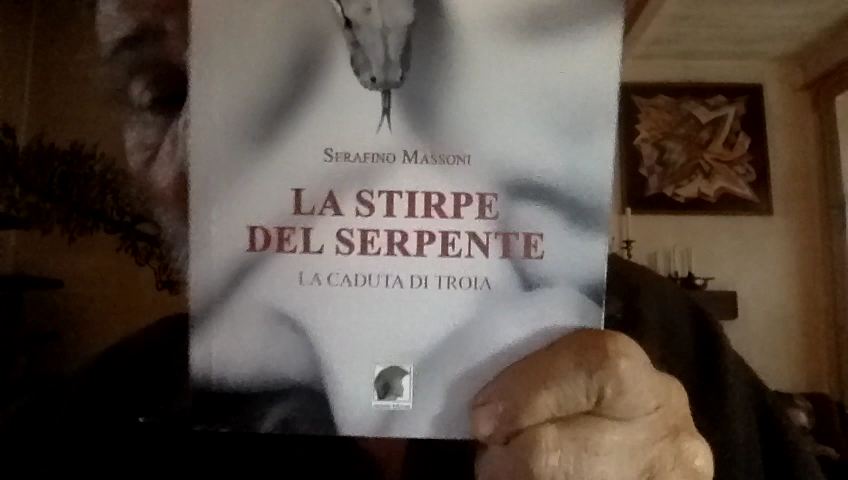 SERAFINO MASSONI
LA STIRPE
DEL SERPENTE
LA CADUTA DI TROIA